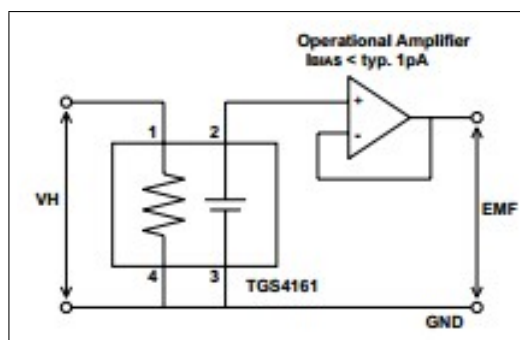 Operational Amplifier
IBIAS < typ. 1pA
+
-
1
2
VH
EMF
4
3
TGS4161
GND